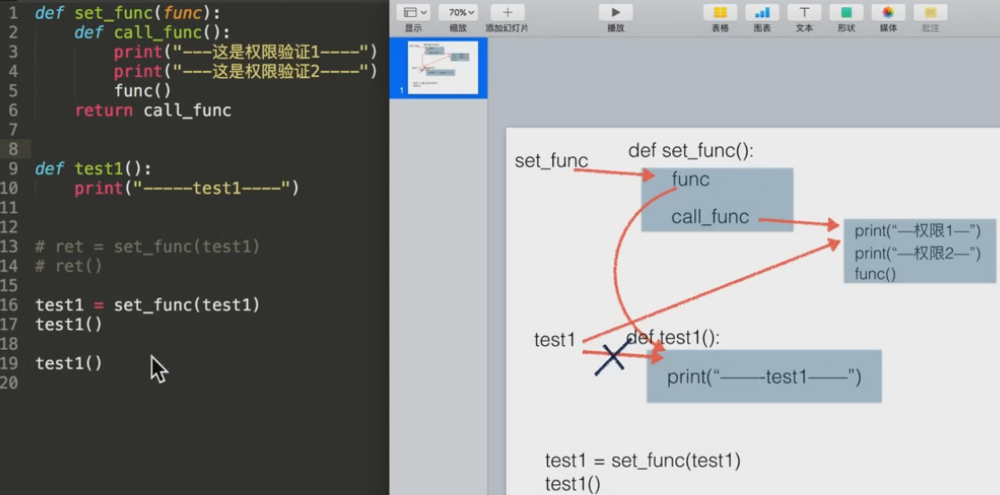 1 def set_func(func):
2 def call_func():
3 print("---这是权限验证1----")
4 print("---这是权限验证2----")
5 func()
6 return call_func
7
8
9 def test1():
10 print("-----test1----")
11
12
13 # ret = set_func(test1)
14 # ret()
15
16 test1 = set_func(test1)
17 test1()
18
19 test1()
20
70%
显示 缩放 添加幻灯片 播放 表格 图表 文本 形状 媒体 批注
1
set_func
def set_func():
func
call_func
print(“—权限1—”)
print(“—权限2—”)
func()
test1
def test1():
print(“——-test1——”)
test1 = set_func(test1)
test1()